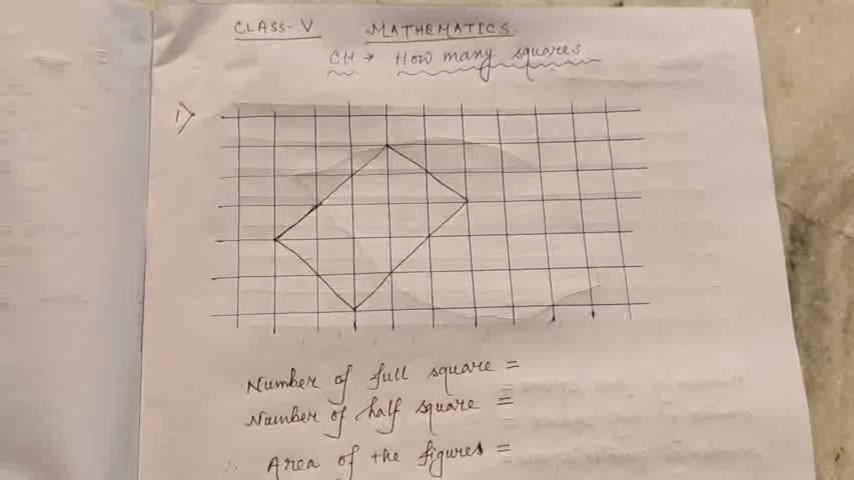 CLASS-V MATHEMATICS
CH → How many squares
1)
Number of full square =
Number of half square =
∴ Area of the figures =